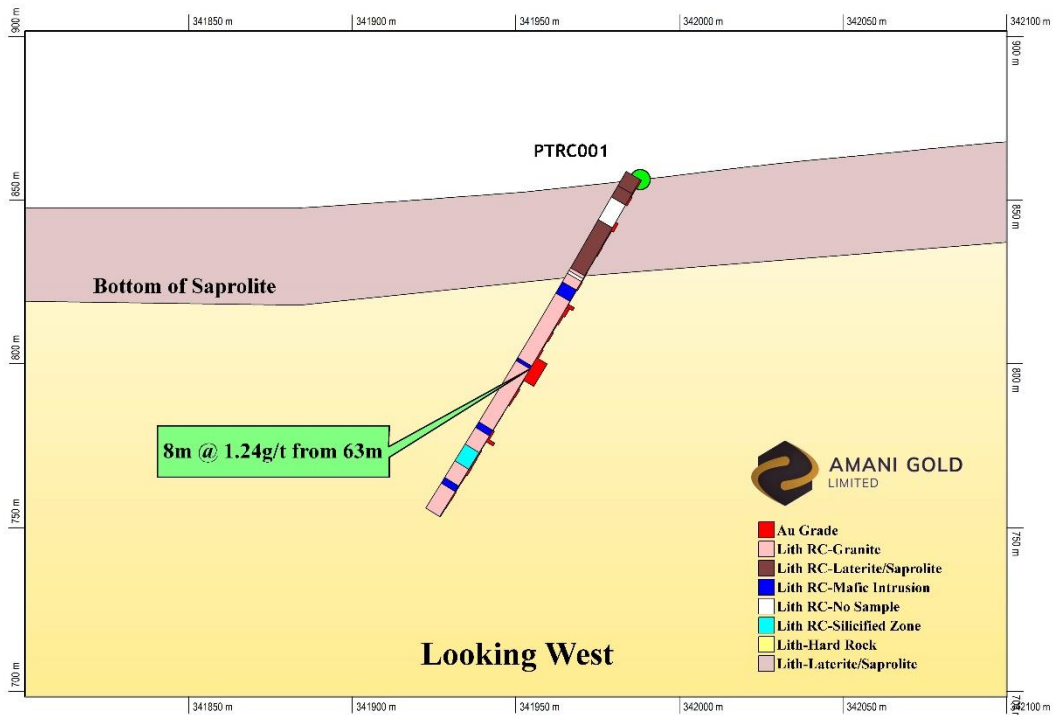 341850 m 341900 m 341950 m 342000 m 342050 m 342100 m
900 m
900 m
PTRC001
850 m
850 m
Bottom of Saprolite
800 m
800 m
8m @ 1.24g/t from 63m
AMANI GOLD
LIMITED
750 m
750 m
Au Grade
Lith RC-Granite
Lith RC-Laterite/Saprolite
Lith RC-Mafic Intrusion
Lith RC-No Sample
Lith RC-Silicified Zone
Lith-Hard Rock
Lith-Laterite/Saprolite
Looking West
700 m
341850 m 341900 m 341950 m 342000 m 342050 m 342100 m